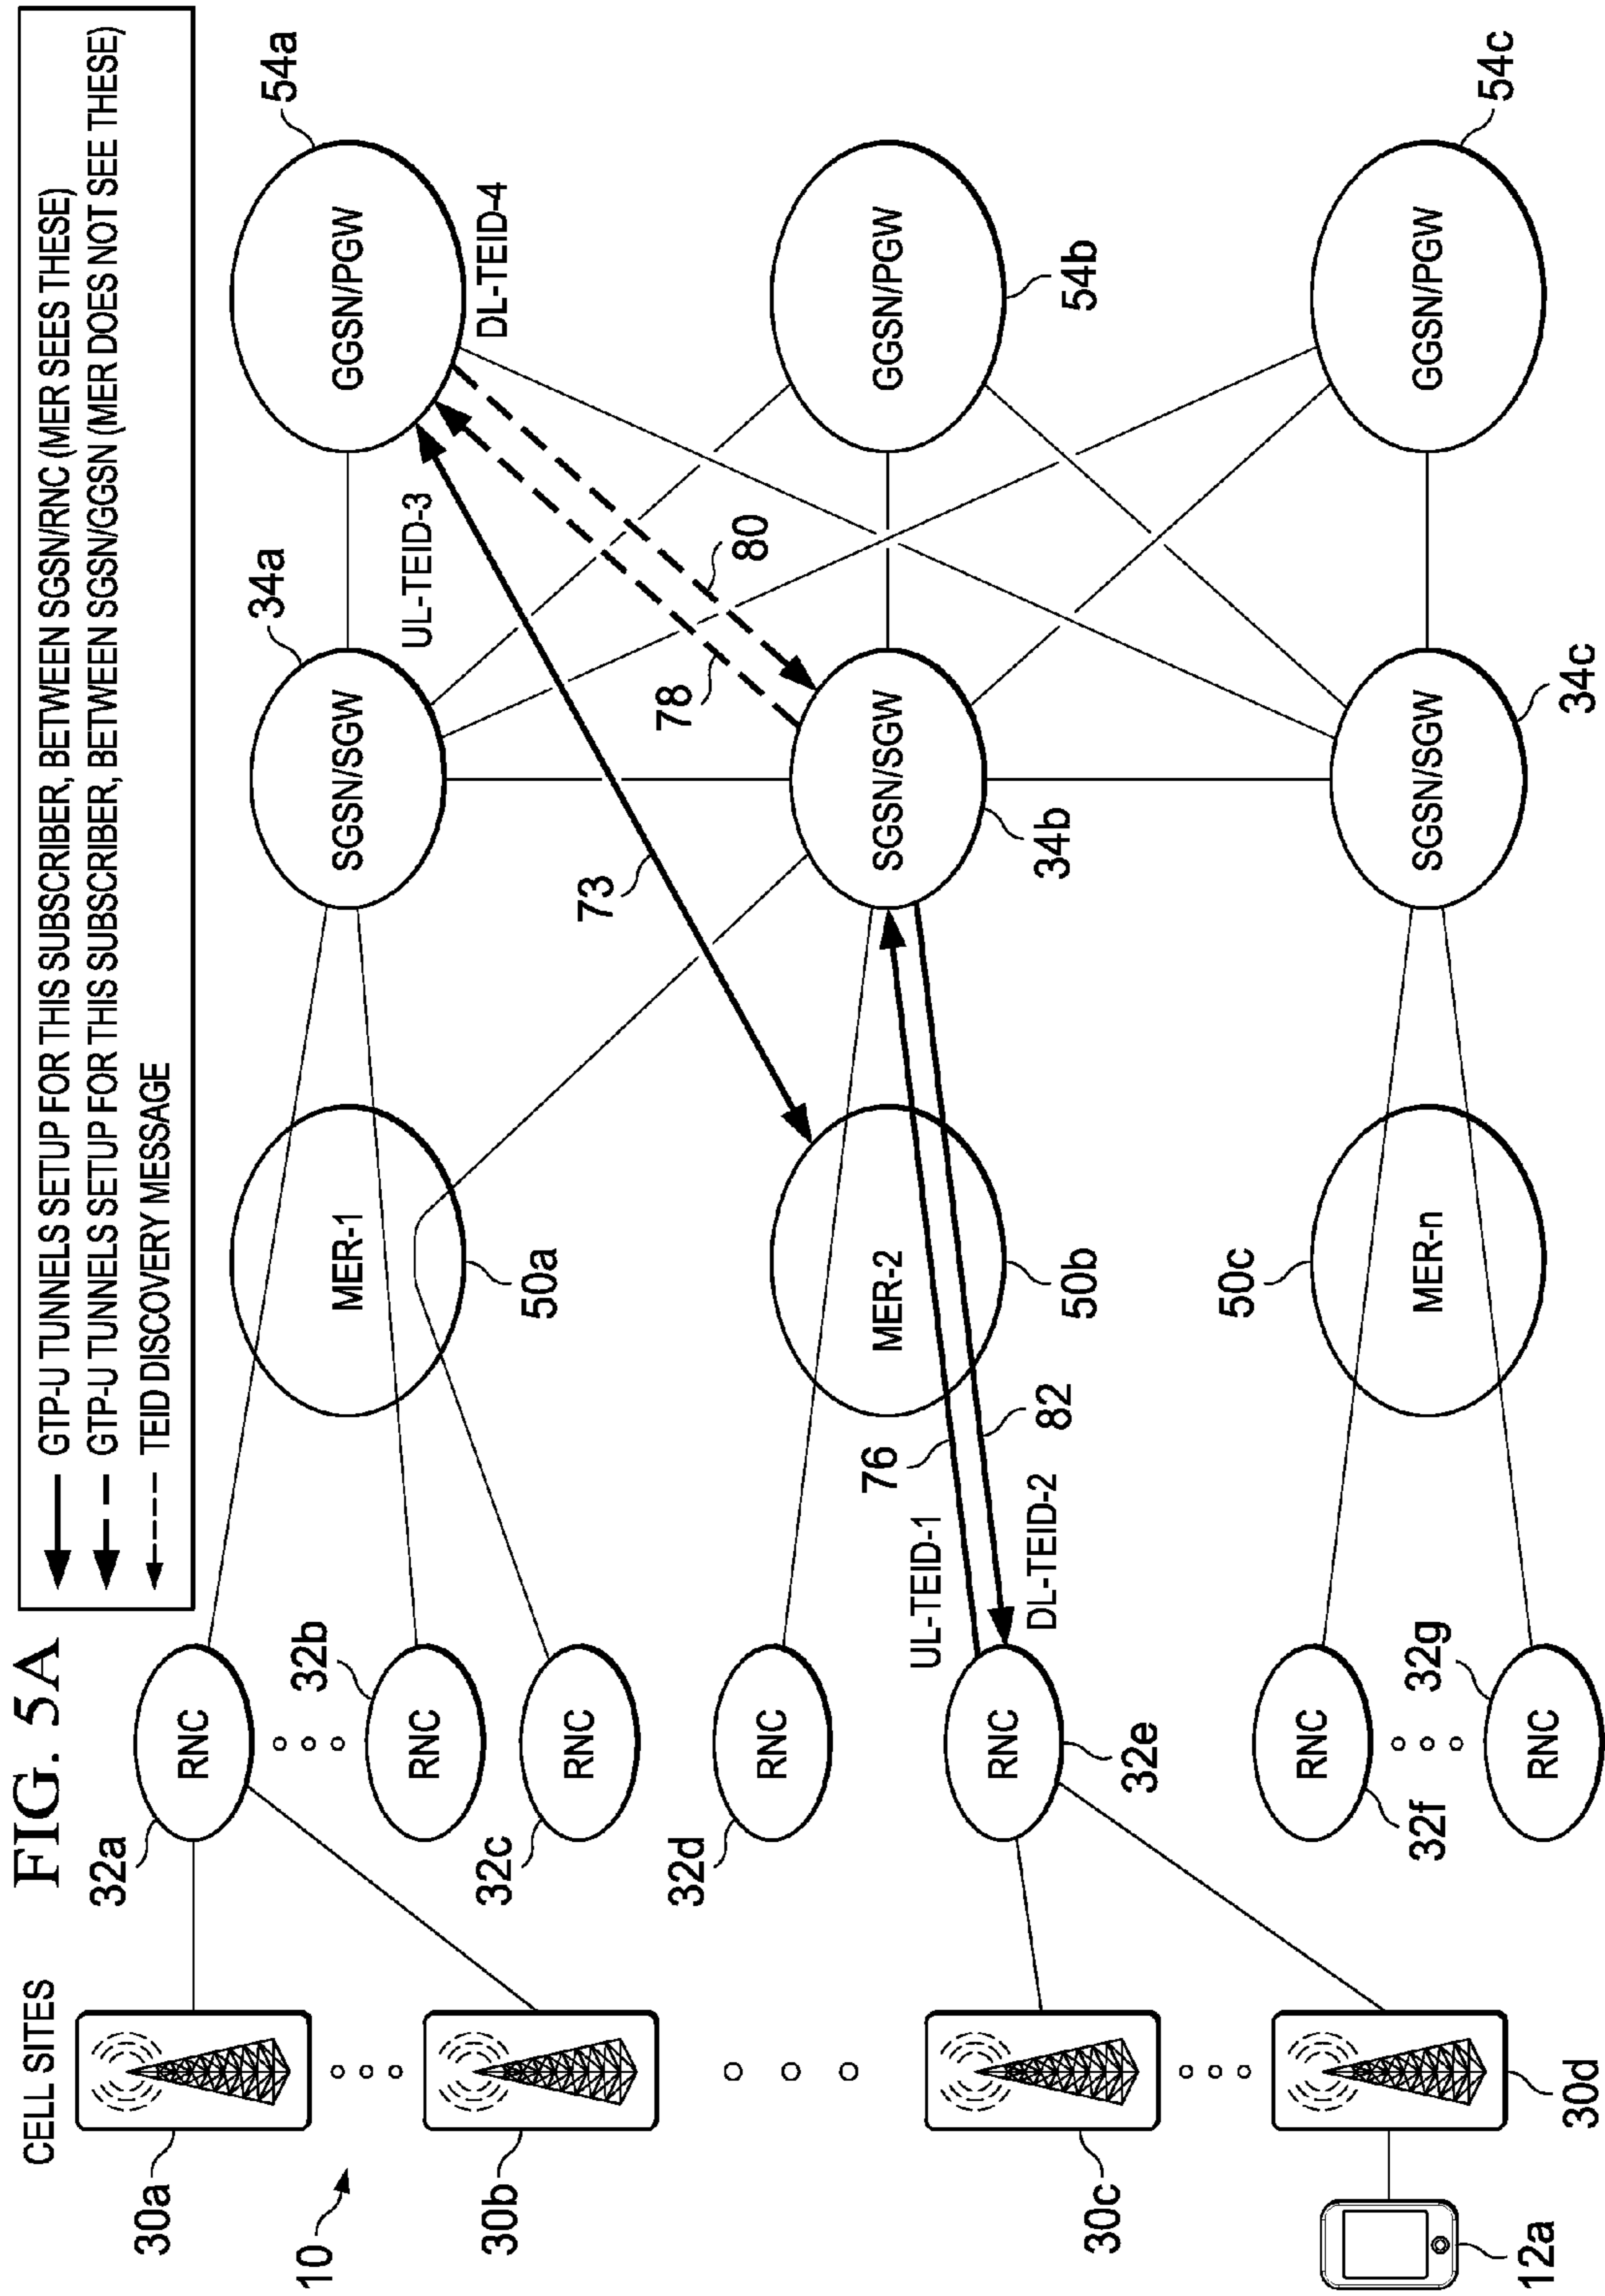 FIG. 5A
GTP-U TUNNELS SETUP FOR THIS SUBSCRIBER, BETWEEN SGSN/RNC (MER SEES THESE)
GTP-U TUNNELS SETUP FOR THIS SUBSCRIBER, BETWEEN SGSN/GGSN (MER DOES NOT SEE THESE)
TEID DISCOVERY MESSAGE
CELL SITES
30a
10
30b
30c
30d
12a
32a
RNC
32b
RNC
32c
RNC
32d
RNC
32e
RNC
32f
RNC
32g
RNC
UL-TEID-1
DL-TEID-2
76
82
MER-1
50a
MER-2
50b
MER-n
50c
73
34a
SGSN/SGW
34b
SGSN/SGW
34c
SGSN/SGW
UL-TEID-3
78
80
DL-TEID-4
54a
GGSN/PGW
54b
GGSN/PGW
54c
GGSN/PGW